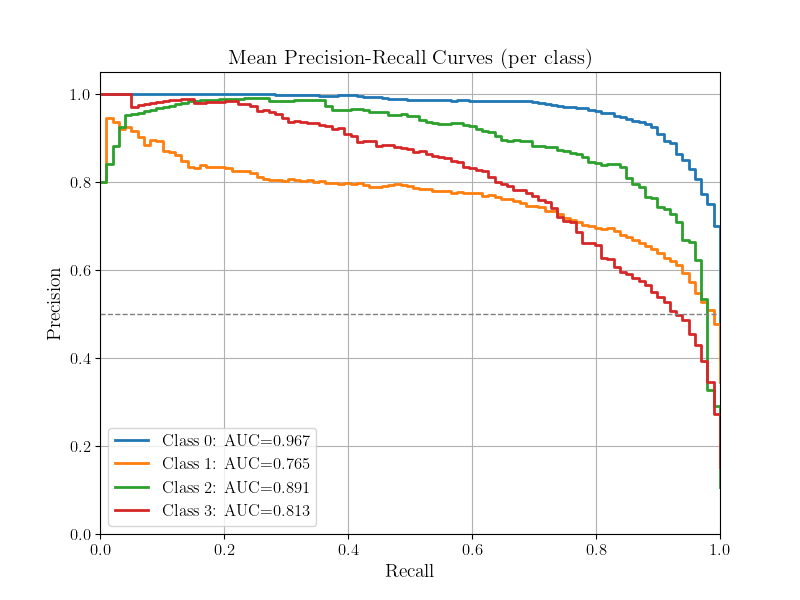 Mean Precision-Recall Curves (per class)
Precision
1.0
0.8
0.6
0.4
0.2
0.0
Class 0: AUC=0.967
Class 1: AUC=0.765
Class 2: AUC=0.891
Class 3: AUC=0.813
0.0 0.2 0.4 0.6 0.8 1.0
Recall